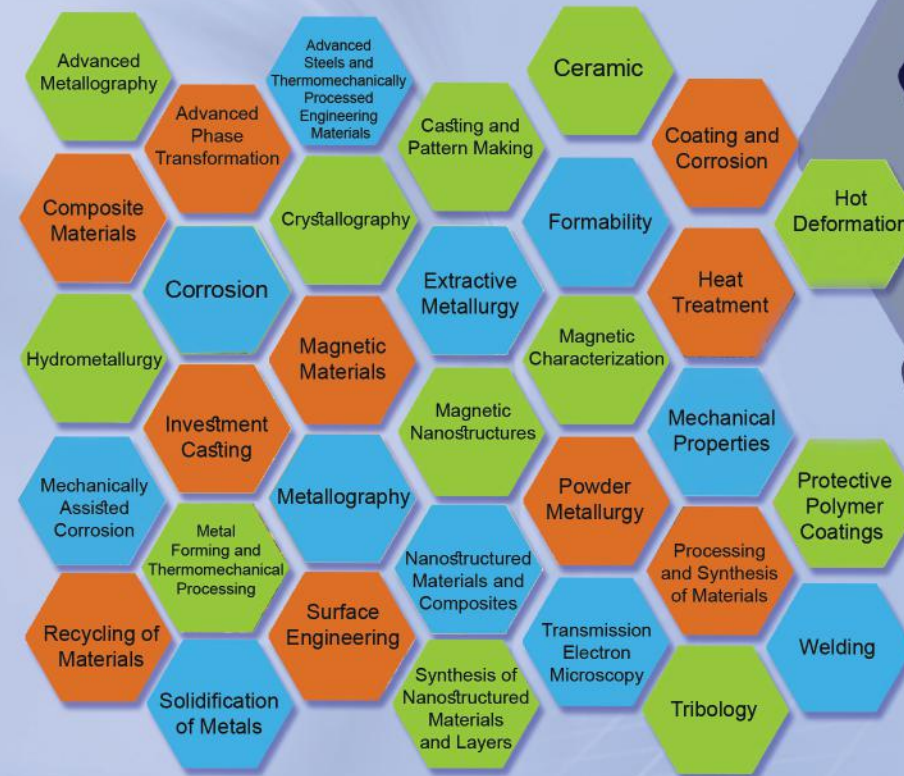 Advanced
Metallography
Advanced
Phase
Transformation
Advanced
Steels and
Thermomechanically
Processed
Engineering
Materials
Casting and
Pattern Making
Ceramic
Coating and
Corrosion
Composite
Materials
Crystallography
Formability
Hot
Deformation
Corrosion
Extractive
Metallurgy
Heat
Treatment
Hydrometallurgy
Magnetic
Materials
Magnetic
Characterization
Investment
Casting
Magnetic
Nanostructures
Mechanical
Properties
Mechanically
Assisted
Corrosion
Metallography
Powder
Metallurgy
Protective
Polymer
Coatings
Metal
Forming and
Thermomechanical
Processing
Nanostructured
Materials and
Composites
Processing
and Synthesis
of Materials
Recycling of
Materials
Surface
Engineering
Transmission
Electron
Microscopy
Welding
Solidification
of Metals
Synthesis of
Nanostructured
Materials
and Layers
Tribology